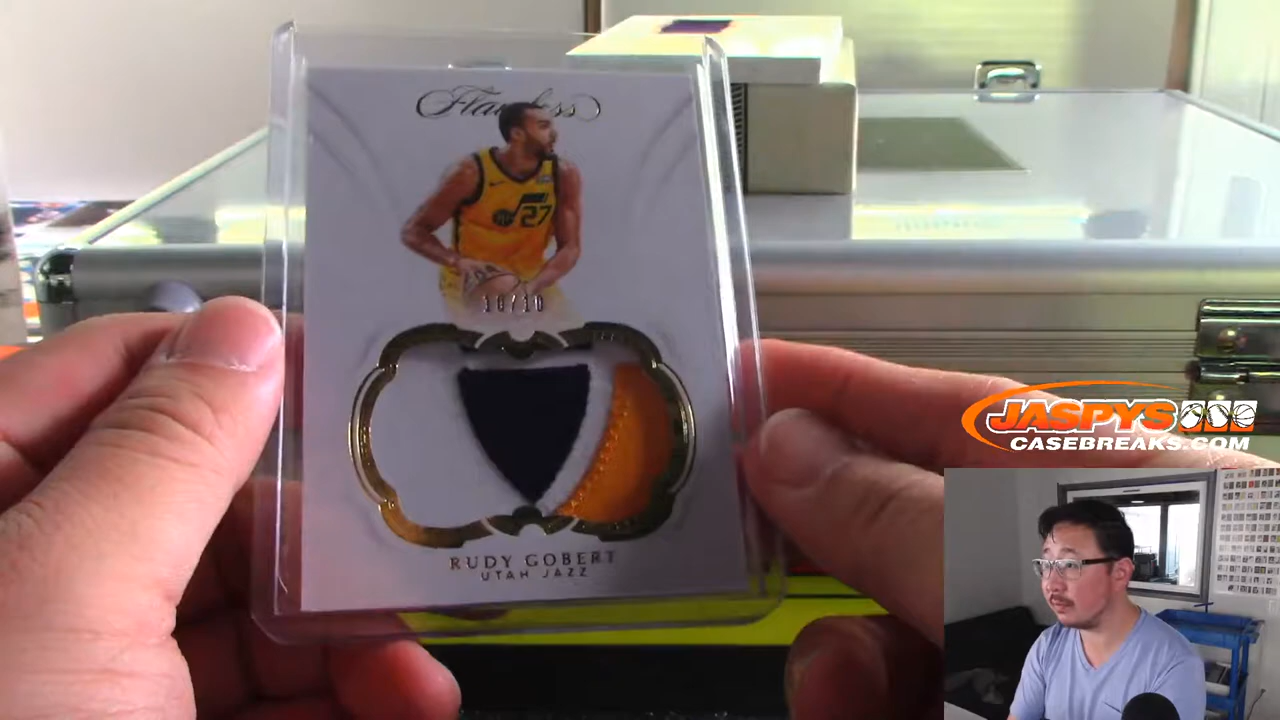 Flawless
27
10/10
RUDY GOBERT
UTAH JAZZ
JASPYS
CASEBREAKS.COM